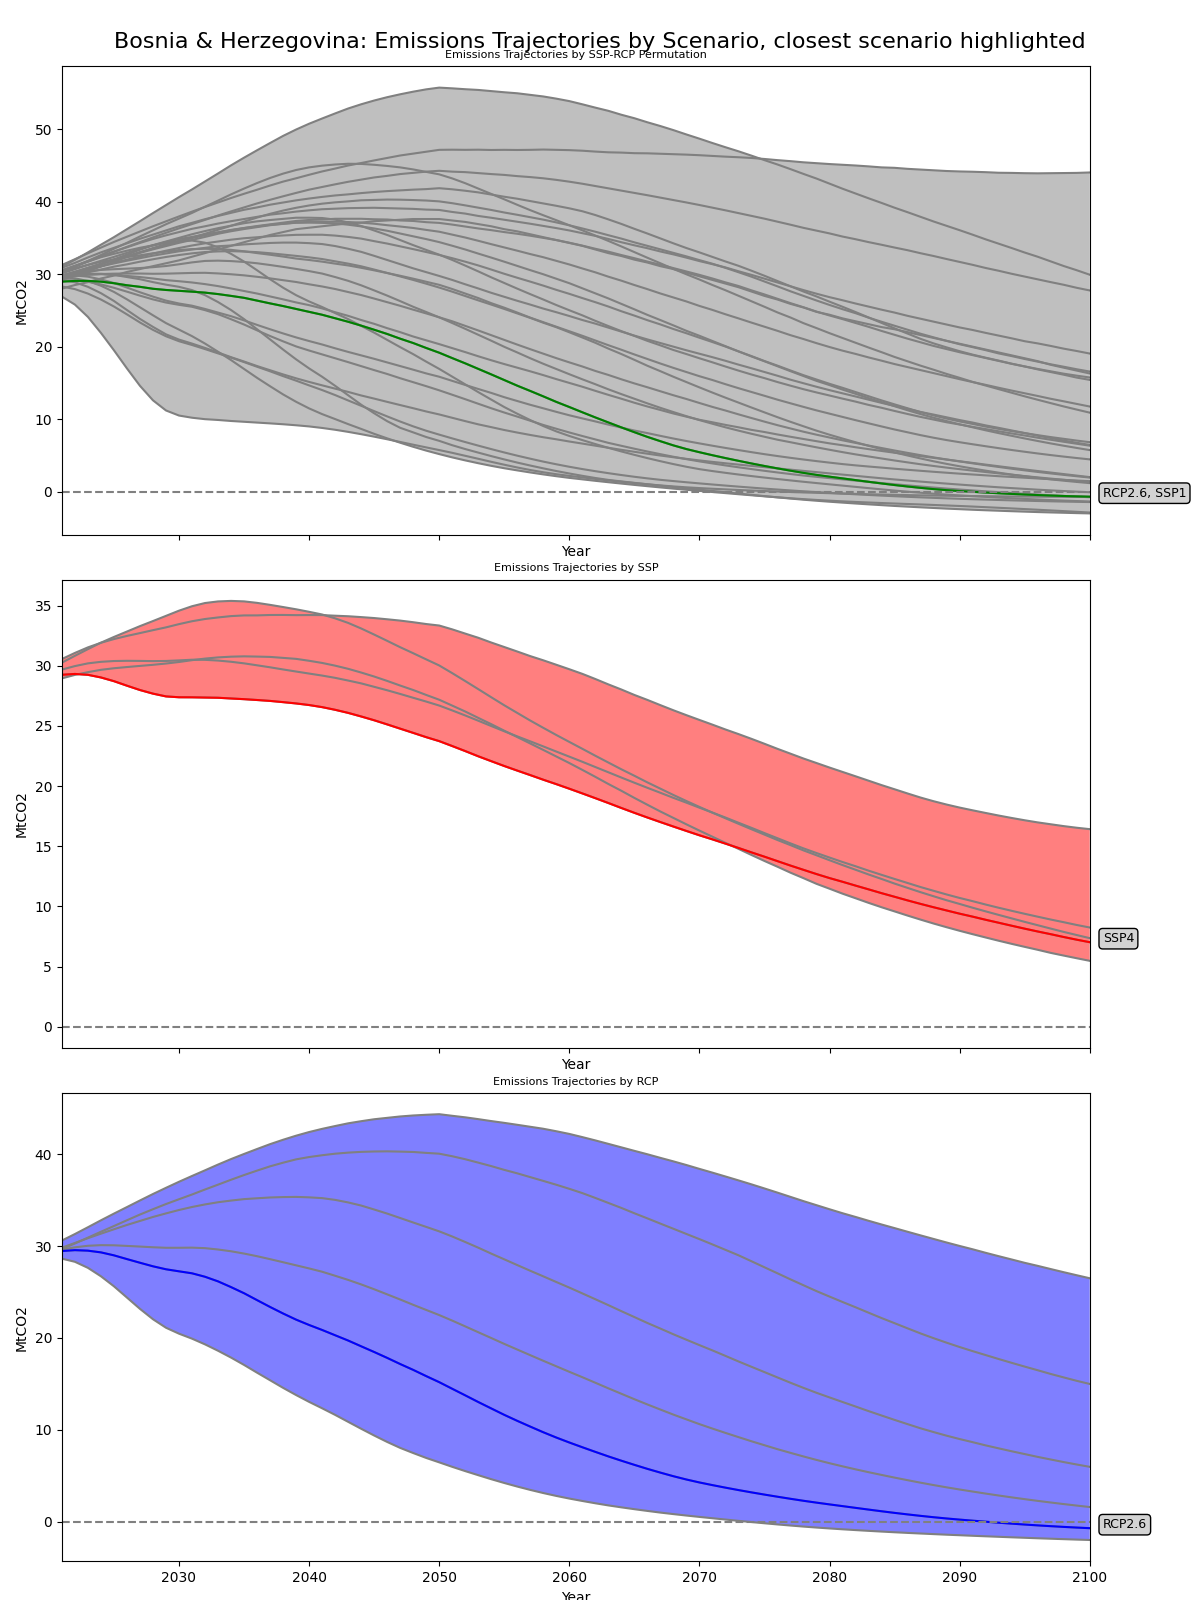 Bosnia & Herzegovina: Emissions Trajectories by Scenario, closest scenario highlighted
Emissions Trajectories by SSP-RCP Permutation
MtCO2
50
40
30
20
10
0
RCP2.6, SSP1
Year
Emissions Trajectories by SSP
MtCO2
35
30
25
20
15
10
5
0
SSP4
Year
Emissions Trajectories by RCP
MtCO2
40
30
20
10
0
RCP2.6
2030 2040 2050 2060 2070 2080 2090 2100
Year